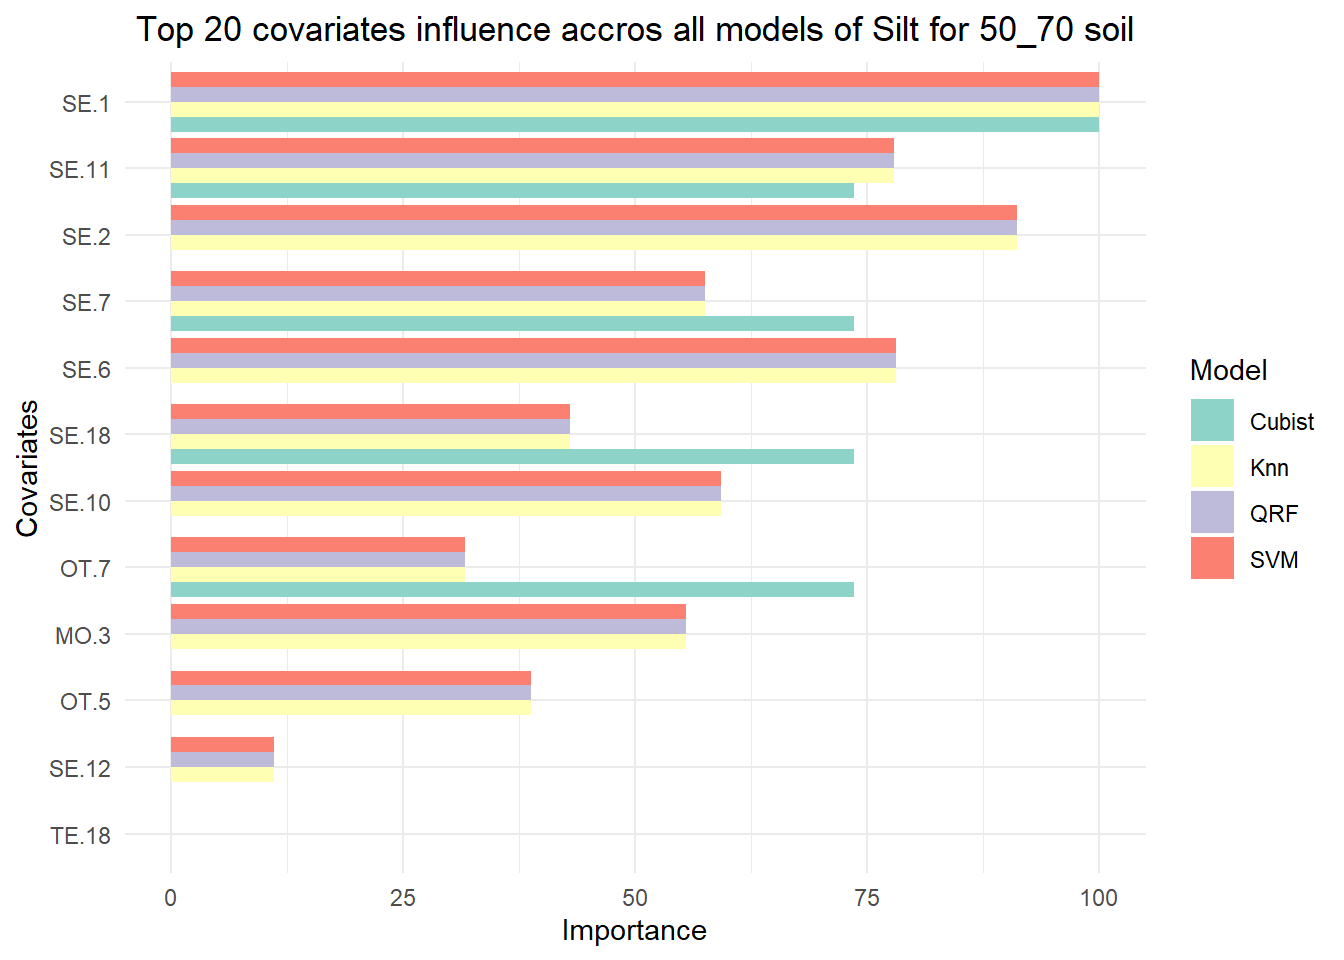 Top 20 covariates influence accros all models of Silt for 50_70 soil
SE.1
SE.11
SE.2
SE.7
SE.6
SE.18
SE.10
OT.7
MO.3
OT.5
SE.12
TE.18
Covariates
0 25 50 75 100
Importance
Model
Cubist
Knn
QRF
SVM